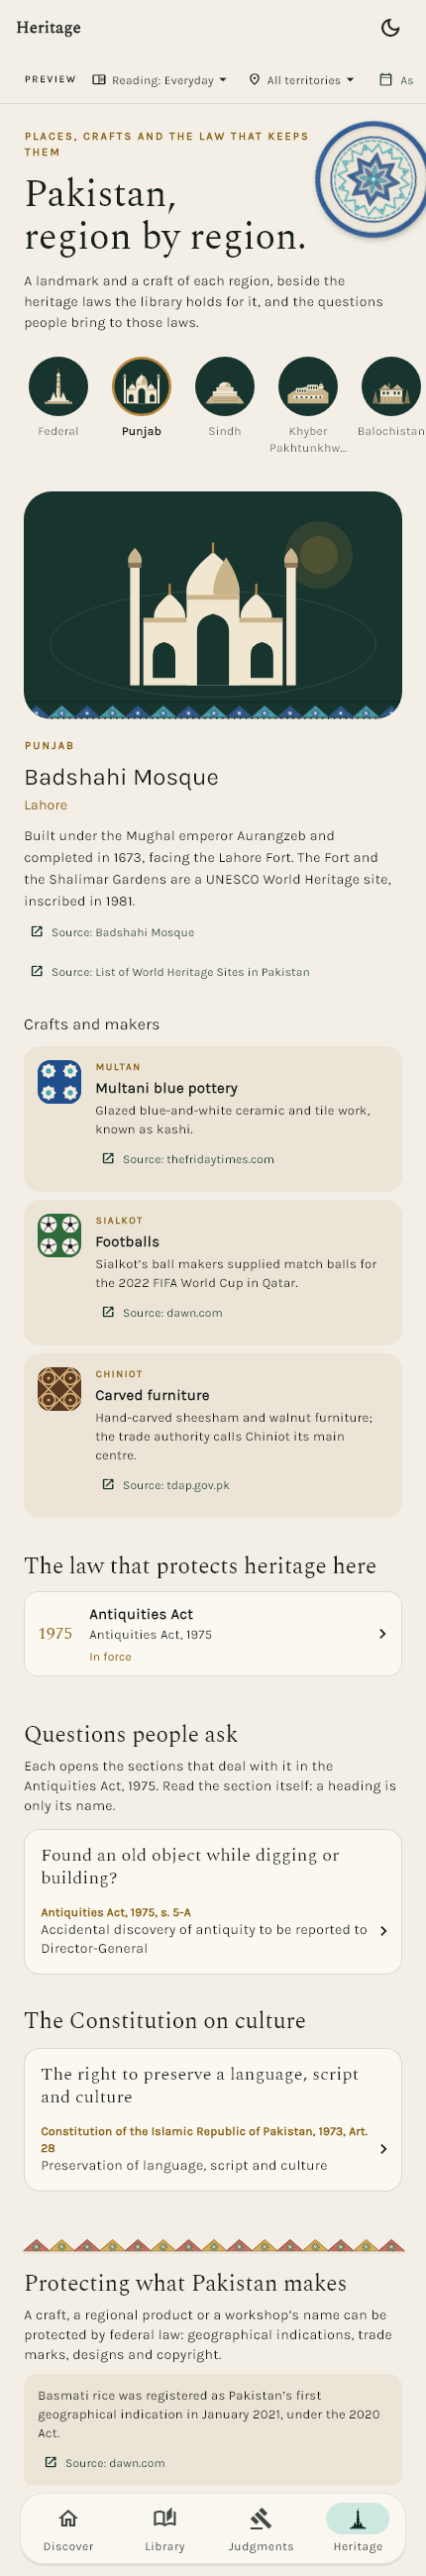 Heritage
PREVIEW Reading: Everyday All territories As
PLACES, CRAFTS AND THE LAW THAT KEEPS
THEM
Pakistan,
region by region.
A landmark and a craft of each region, beside the
heritage laws the library holds for it, and the questions
people bring to those laws.
Federal Punjab Sindh Khyber Balochistan
Pakhtunkhw...
PUNJAB
Badshahi Mosque
Lahore
Built under the Mughal emperor Aurangzeb and
completed in 1673, facing the Lahore Fort. The Fort and
the Shalimar Gardens are a UNESCO World Heritage site,
inscribed in 1981.
Source: Badshahi Mosque
Source: List of World Heritage Sites in Pakistan
Crafts and makers
MULTAN
Multani blue pottery
Glazed blue-and-white ceramic and tile work,
known as kashi.
Source: thefridaytimes.com
SIALKOT
Footballs
Sialkot's ball makers supplied match balls for
the 2022 FIFA World Cup in Qatar.
Source: dawn.com
CHINIOT
Carved furniture
Hand-carved sheesham and walnut furniture;
the trade authority calls Chiniot its main
centre.
Source: tdap.gov.pk
The law that protects heritage here
Antiquities Act
1975 Antiquities Act, 1975
In force
Questions people ask
Each opens the sections that deal with it in the
Antiquities Act, 1975. Read the section itself: a heading is
only its name.
Found an old object while digging or
building?
Antiquities Act, 1975, s. 5-A
Accidental discovery of antiquity to be reported to
Director-General
The Constitution on culture
The right to preserve a language, script
and culture
Constitution of the Islamic Republic of Pakistan, 1973, Art.
28
Preservation of language, script and culture
Protecting what Pakistan makes
A craft, a regional product or a workshop's name can be
protected by federal law: geographical indications, trade
marks, designs and copyright.
Basmati rice was registered as Pakistan's first
geographical indication in January 2021, under the 2020
Act.
Source: dawn.com
Discover Library Judgments Heritage